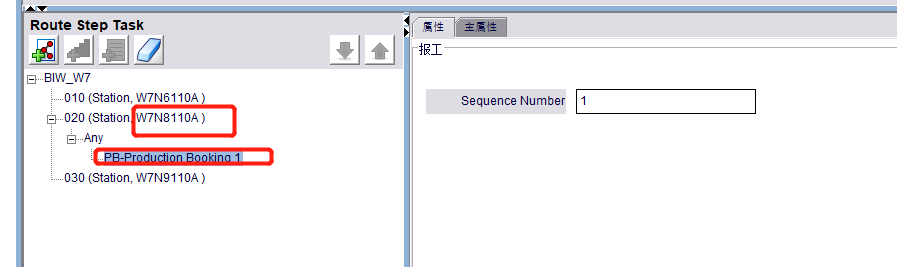 Route Step Task
BIW_W7
010 (Station, W7N6110A )
020 (Station, W7N8110A )
Any
PB-Production Booking 1
030 (Station, W7N9110A )
属性
主属性
报工
Sequence Number
1